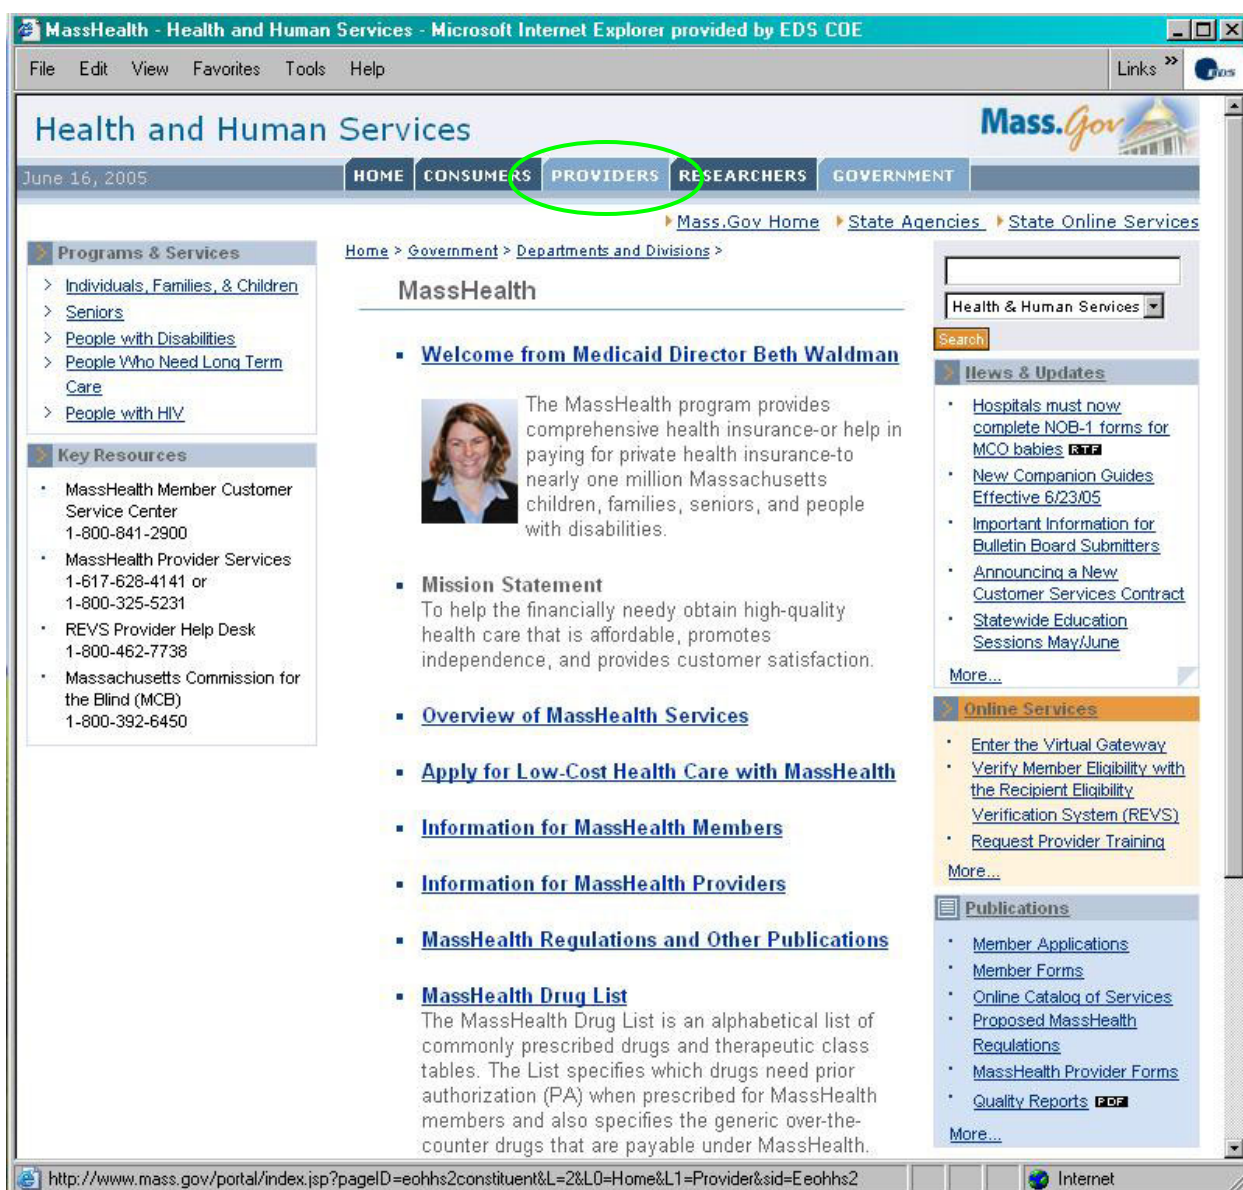 MassHealth - Health and Human Services - Microsoft Internet Explorer provided by EDS COE
File Edit View Favorites Tools Help Links »
Health and Human Services
Mass.Gov
June 16, 2005
HOME CONSUMERS PROVIDERS RESEARCHERS GOVERNMENT
Mass.Gov Home State Agencies State Online Services
Programs & Services
> Individuals, Families, & Children
> Seniors
> People with Disabilities
> People Who Need Long Term
Care
> People with HIV
Key Resources
MassHealth Member Customer
Service Center
1-800-841-2900
MassHealth Provider Services
1-617-628-4141 or
1-800-325-5231
REVS Provider Help Desk
1-800-462-7738
Massachusetts Commission for
the Blind (MCB)
1-800-392-6450
Home > Government > Departments and Divisions >
MassHealth
Welcome from Medicaid Director Beth Waldman
The MassHealth program provides
comprehensive health insurance-or help in
paying for private health insurance-to
nearly one million Massachusetts
children, families, seniors, and people
with disabilities.
Mission Statement
To help the financially needy obtain high-quality
health care that is affordable, promotes
independence, and provides customer satisfaction.
Overview of MassHealth Services
Apply for Low-Cost Health Care with MassHealth
Information for MassHealth Members
Information for MassHealth Providers
MassHealth Regulations and Other Publications
MassHealth Drug List
The MassHealth Drug List is an alphabetical list of
commonly prescribed drugs and therapeutic class
tables. The List specifies which drugs need prior
authorization (PA) when prescribed for MassHealth
members and also specifies the generic over-the-
counter drugs that are payable under MassHealth.
Health & Human Services
Search
News & Updates
Hospitals must now
complete NOB-1 forms for
MCO babies RTF
New Companion Guides
Effective 6/23/05
Important Information for
Bulletin Board Submitters
Announcing a New
Customer Services Contract
Statewide Education
Sessions May/June
More...
Online Services
Enter the Virtual Gateway
Verify Member Eligibility with
the Recipient Eligibility
Verification System (REVS)
Request Provider Training
More...
Publications
Member Applications
Member Forms
Online Catalog of Services
Proposed MassHealth
Regulations
MassHealth Provider Forms
Quality Reports PDF
More...
http://www.mass.gov/portal/index.jsp?pageID=eohhs2constituent&L=2&L0=Home&L1=Provider&sid=Eeohhs2 Internet